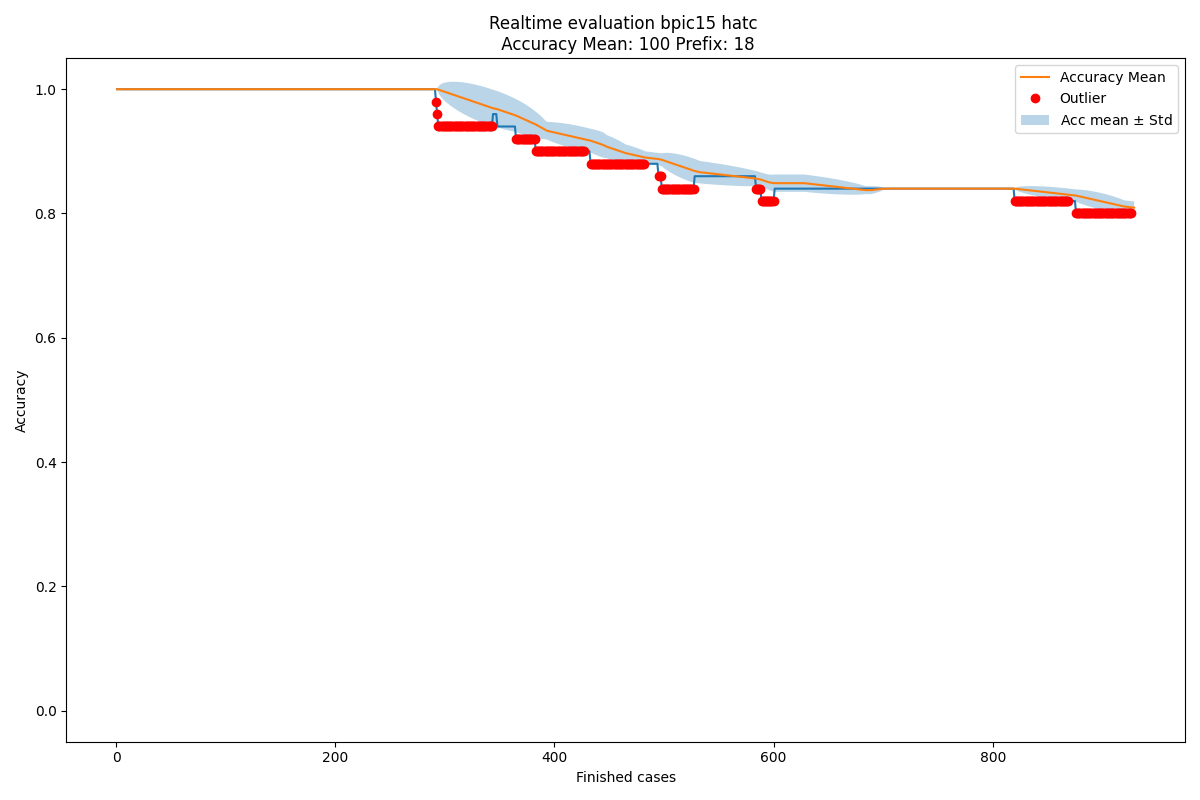 Realtime evaluation bpic15 hatc
Accuracy Mean: 100 Prefix: 18
Accuracy Mean
Outlier
Acc mean ± Std
1.0
0.8
0.6
0.4
0.2
0.0
Accuracy
0 200 400 600 800
Finished cases